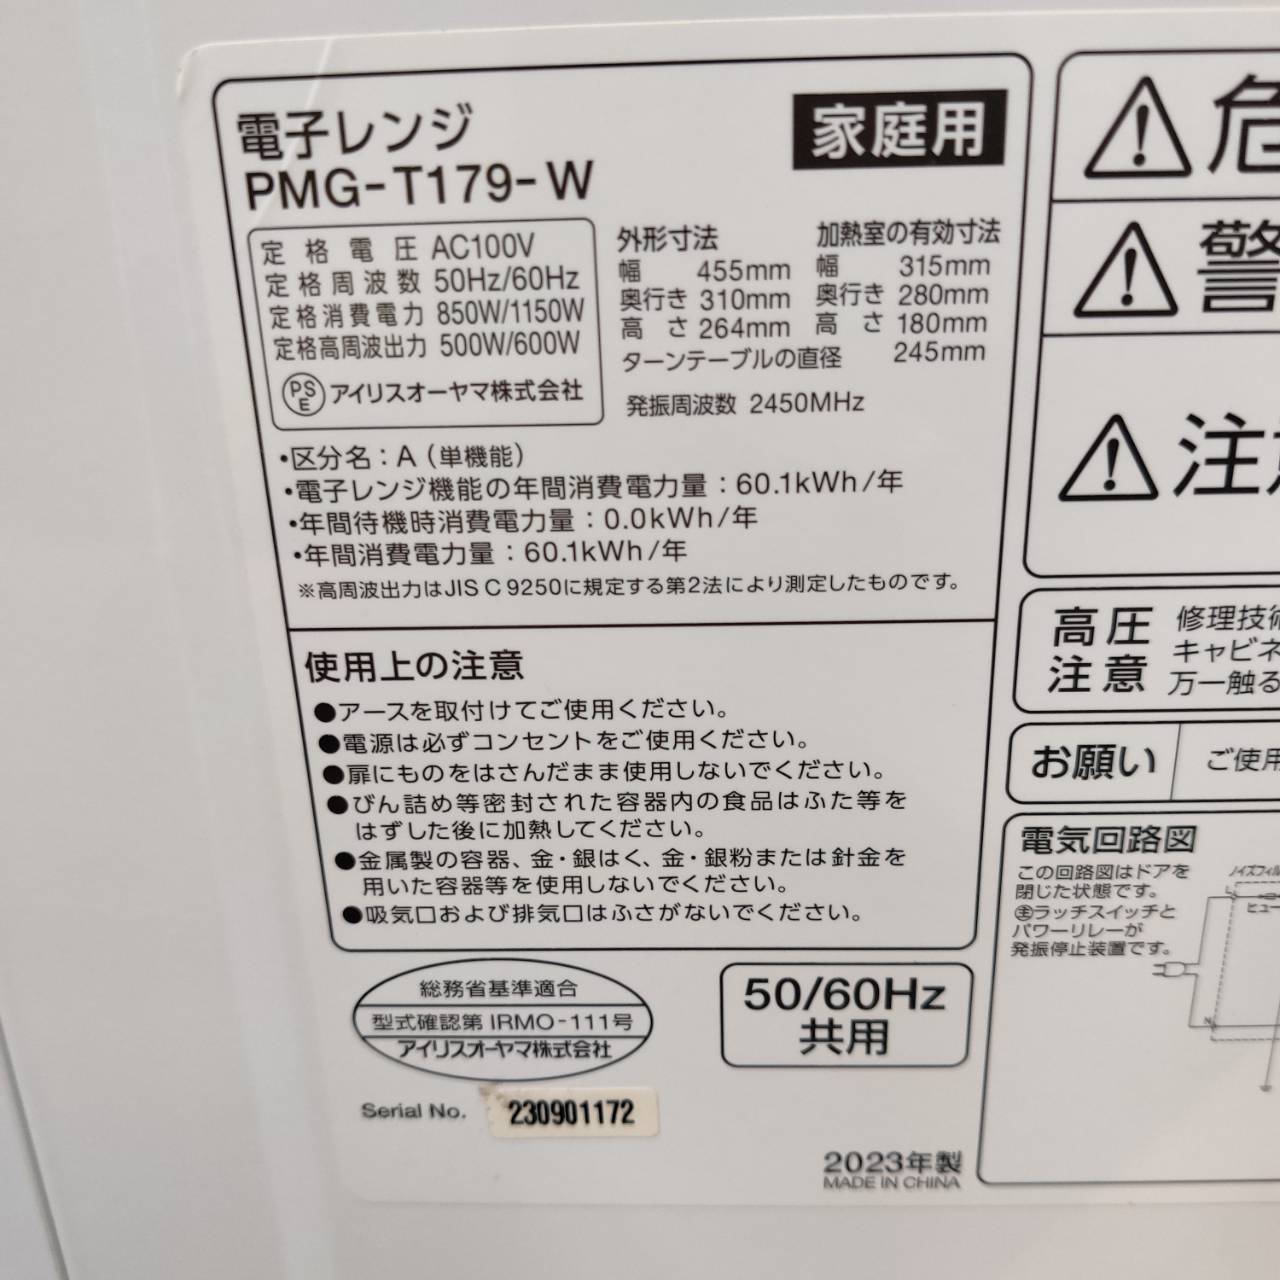 電子レンジ
PMG-T179-W
家庭用
定格電圧 AC100V
定格周波数 50Hz/60Hz
定格消費電力 850W/1150W
定格高周波出力 500W/600W
PSE アイリスオーヤマ株式会社
外形寸法
幅 455mm
奥行き 310mm
高さ 264mm
加熱室の有効寸法
幅 315mm
奥行き 280mm
高さ 180mm
ターンテーブルの直径 245mm
発振周波数 2450MHz
・区分名：A（単機能）
・電子レンジ機能の年間消費電力量：60.1kWh/年
・年間待機時消費電力量：0.0kWh/年
・年間消費電力量：60.1kWh/年
※高周波出力はJIS C 9250に規定する第2法により測定したものです。
使用上の注意
●アースを取付けてご使用ください。
●電源は必ずコンセントをご使用ください。
●扉にものをはさんだまま使用しないでください。
●びん詰め等密封された容器内の食品はふた等を
はずした後に加熱してください。
●金属製の容器、金・銀はく、金・銀粉または針金を
用いた容器等を使用しないでください。
●吸気口および排気口はふさがないでください。
総務省基準適合
型式確認第 IRMO-111号
アイリスオーヤマ株式会社
50/60Hz
共用
Serial No. 230901172
2023年製
MADE IN CHINA
危
警
注意
高圧
注意
修理技術
キャビネ
万一触る
お願い
ご使用
電気回路図
この回路図はドアを
閉じた状態です。
㊤ラッチスイッチと
パワーリレーが
発振停止装置です。
ノイズフィル
L
ヒュー
N